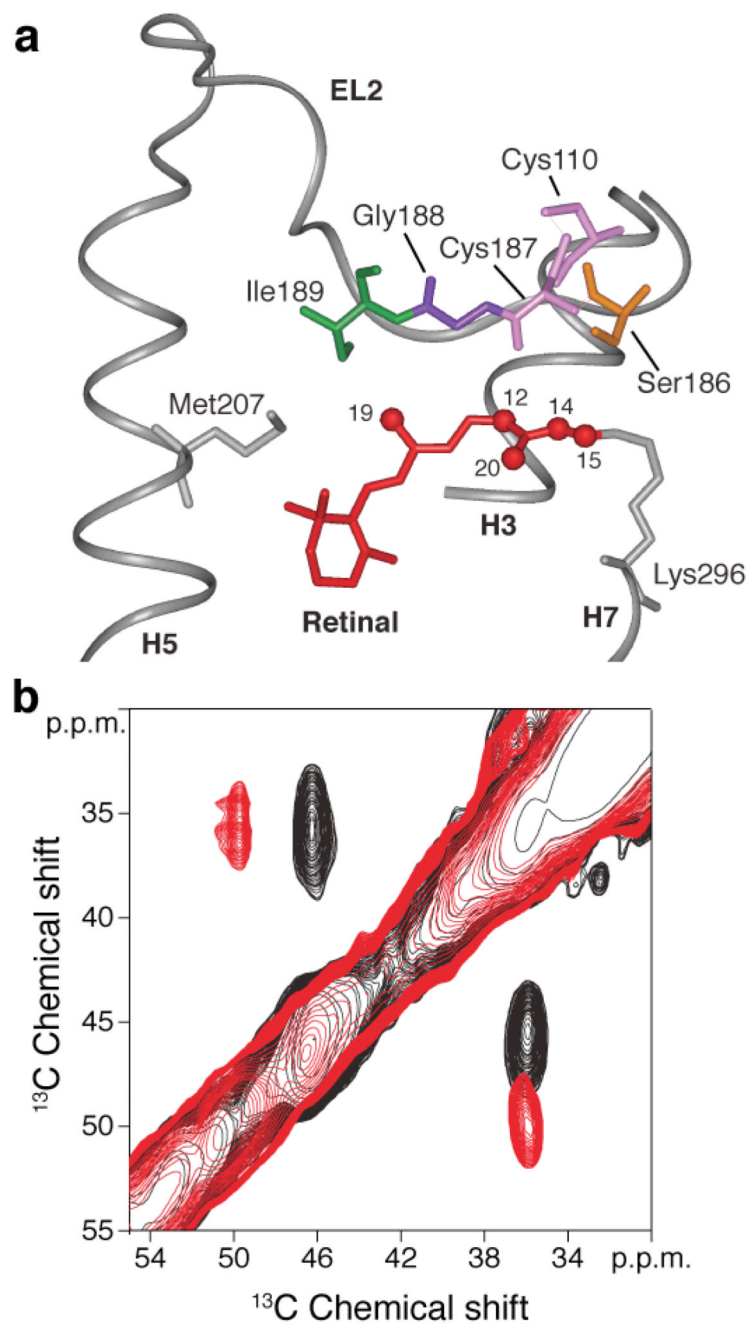 a
EL2
Cys110
Gly188
Cys187
Ile189
Ser186
Met207
19
12
14
20
15
H3
Lys296
Retinal
H7
H5
b
p.p.m.
35
40
45
50
55
54
50
46
42
38
34
p.p.m.
¹³C Chemical shift
¹³C Chemical shift